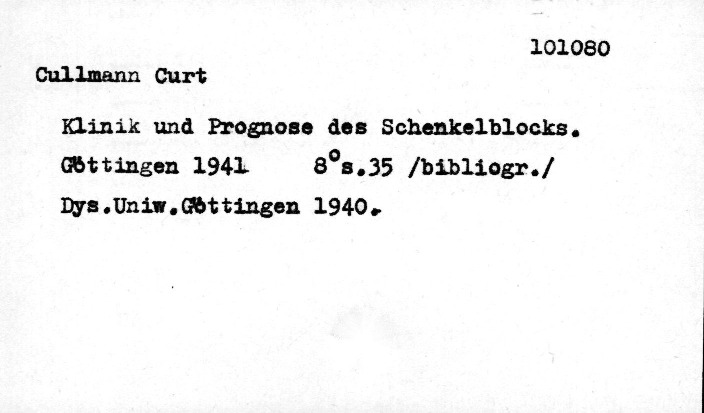 101080
Cullmann Curt
Klinik und Prognose des Schenkelblocks.
Göttingen 1941 8°s.35 /bibliogr./
Dys.Uniw.Göttingen 1940.